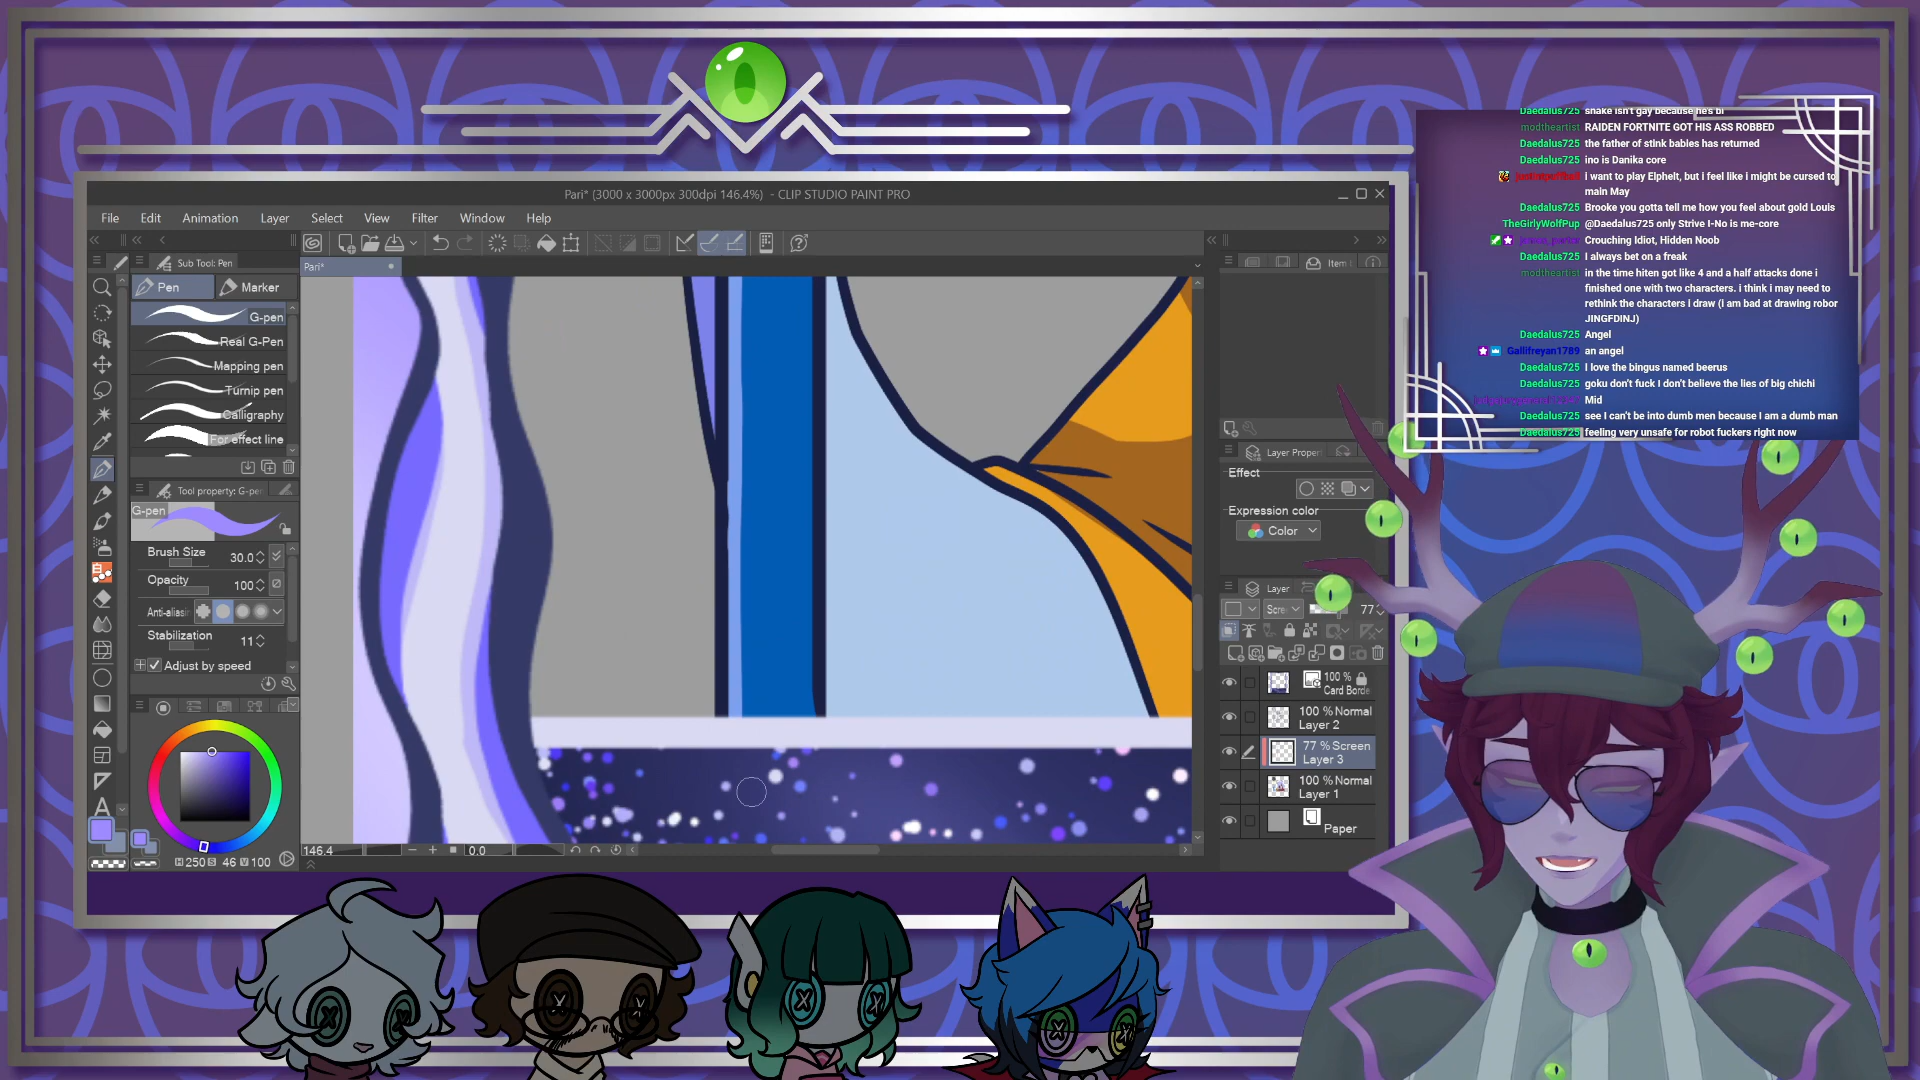 Pari* (3000 x 3000px 300dpi 146.4%) - CLIP STUDIO PAINT PRO
File Edit Animation Layer Select View Filter Window Help
Sub Tool: Pen
Pari*
Pen Marker
G-pen
Real G-Pen
Mapping pen
Turnip pen
Calligraphy
For effect line
Tool property: G-pen
G-pen
Brush Size 30.0
Opacity 100
Anti-aliasin
Stabilization 11
Adjust by speed
H 250 S 46 V 100
146.4 0.0
Item
Layer Proper
Effect
Expression color
Color
Layer
Scre 77
100 %
Card Borde
100 % Normal
Layer 2
77 % Screen
Layer 3
100 % Normal
Layer 1
Paper
Daedalus725 snake isn't gay because he's bi
modtheartist RAIDEN FORTNITE GOT HIS ASS ROBBED
Daedalus725 the father of stink babies has returned
Daedalus725 ino is Danika core
i want to play Elphelt, but i feel like i might be cursed to
main May
Daedalus725 Brooke you gotta tell me how you feel about gold Louis
TheGirlyWolfPup @Daedalus725 only Strive I-No is me-core
Crouching Idiot, Hidden Noob
Daedalus725 I always bet on a freak
modtheartist in the time hiten got like 4 and a half attacks done i
finished one with two characters. i think i may need to
rethink the characters i draw (i am bad at drawing robor
JINGFDINJ)
Daedalus725 Angel
Gallifreyan1789 an angel
Daedalus725 I love the bingus named beerus
Daedalus725 goku don't fuck I don't believe the lies of big chichi
Mid
Daedalus725 see I can't be into dumb men because I am a dumb man
Daedalus725 feeling very unsafe for robot fuckers right now